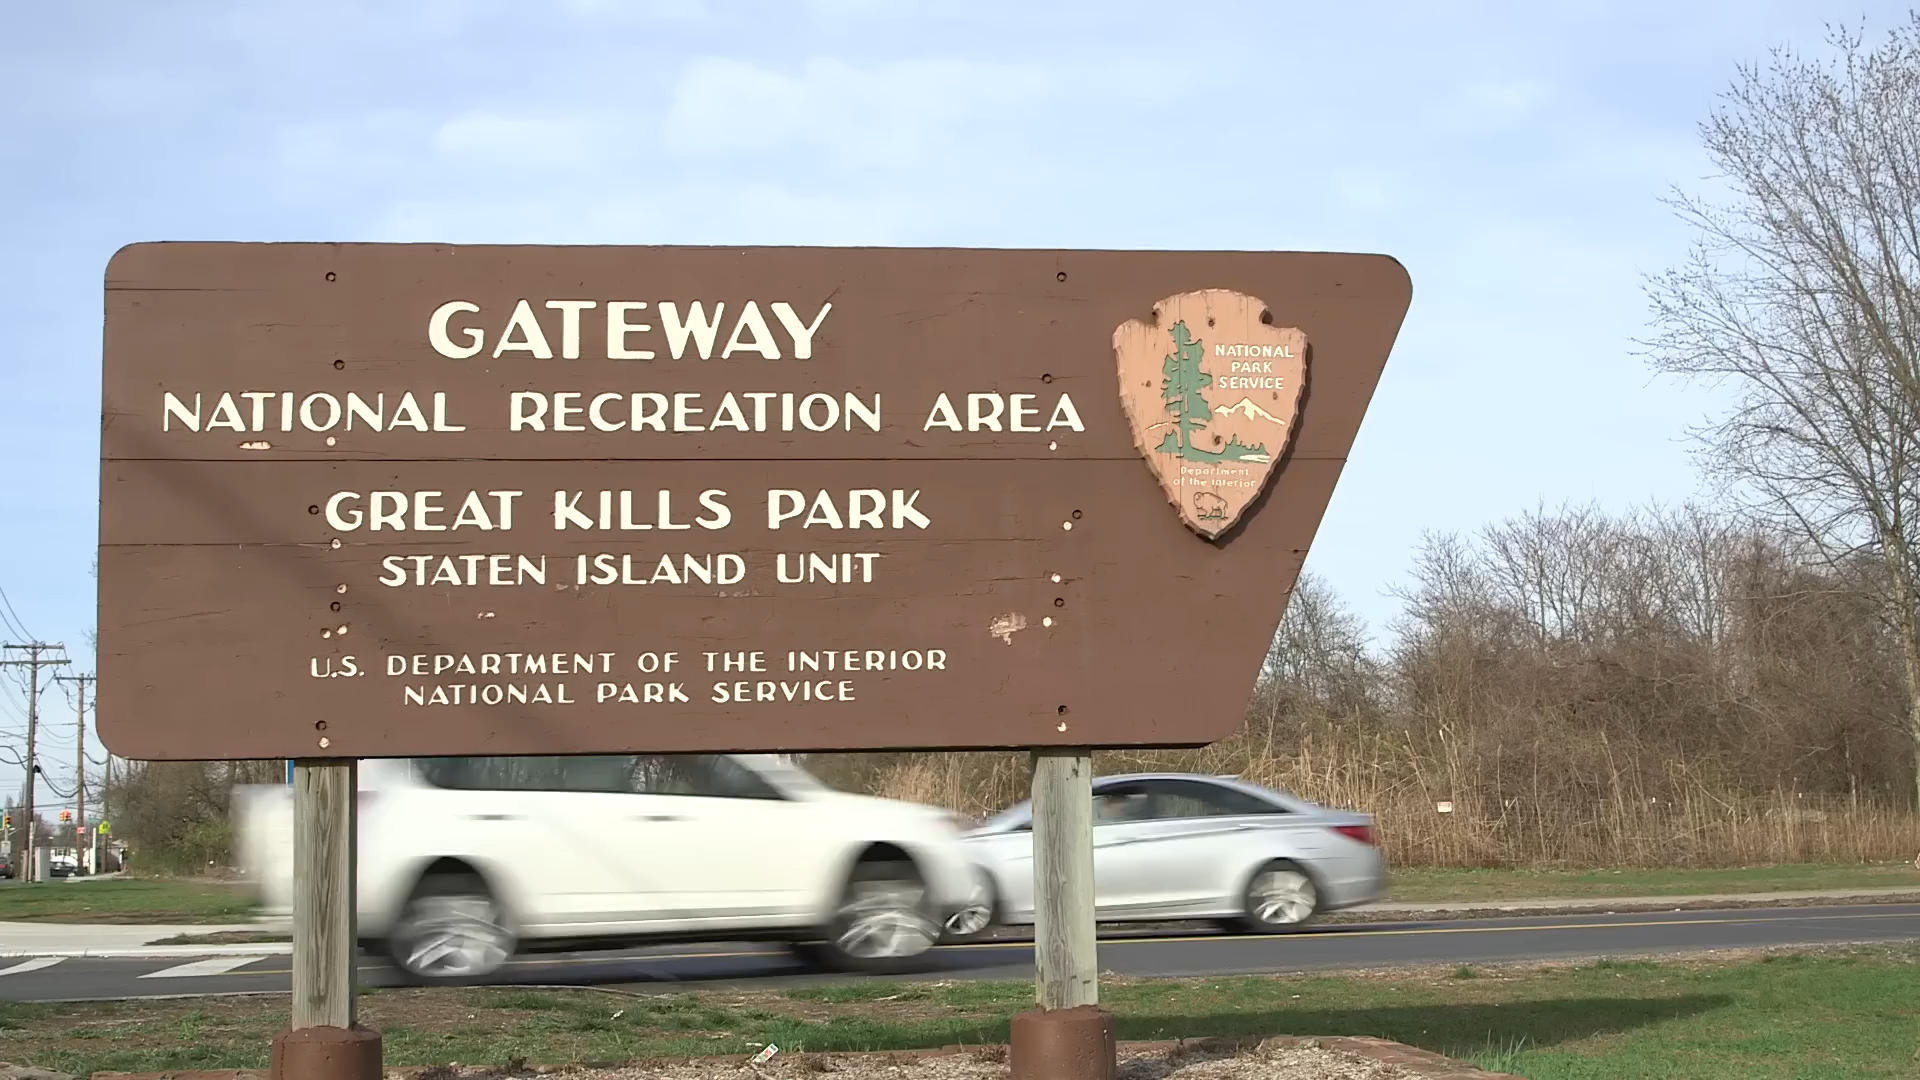 GATEWAY
NATIONAL RECREATION AREA
GREAT KILLS PARK
STATEN ISLAND UNIT
U.S. DEPARTMENT OF THE INTERIOR
NATIONAL PARK SERVICE
NATIONAL
PARK
SERVICE
Department
of the Interior